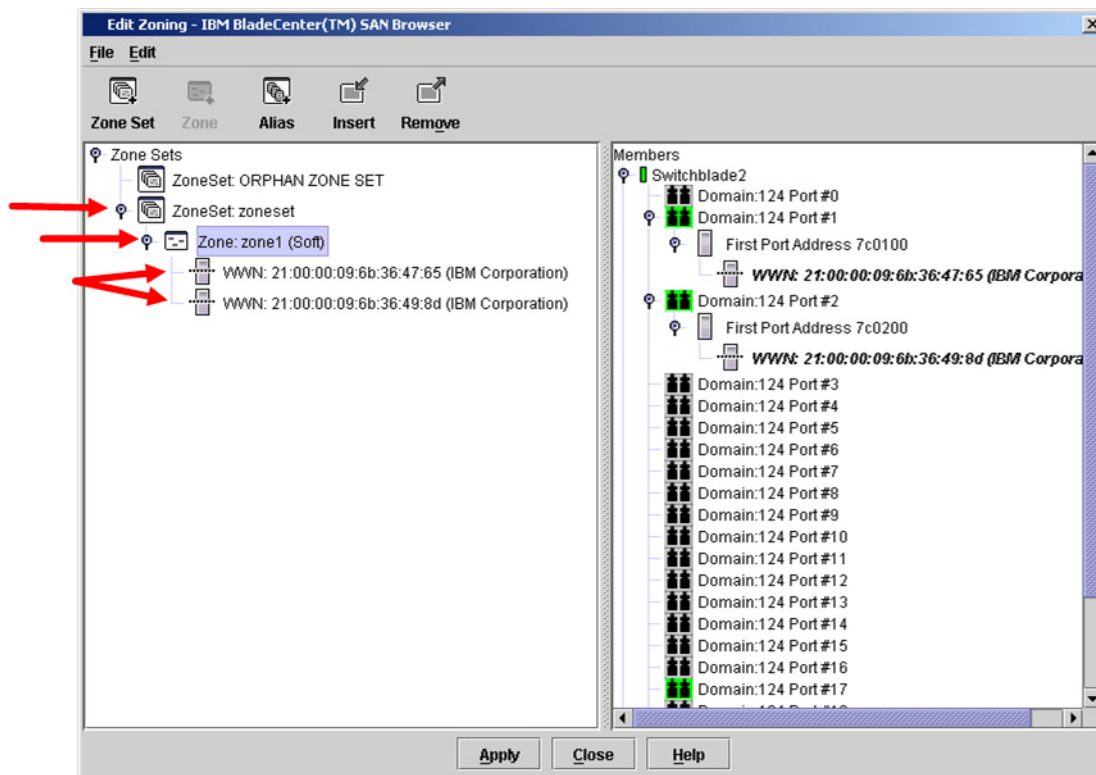 Edit Zoning - IBM BladeCenter(TM) SAN Browser
File Edit
Zone Set Zone Alias Insert Remove
Zone Sets
ZoneSet: ORPHAN ZONE SET
ZoneSet: zoneset
Zone: zone1 (Soft)
WWN: 21:00:00:09:6b:36:47:65 (IBM Corporation)
WWN: 21:00:00:09:6b:36:49:8d (IBM Corporation)
Members
Switchblade2
Domain:124 Port#0
Domain:124 Port#1
First Port Address 7c0100
WWN: 21:00:00:09:6b:36:47:65 (IBM Corpora
Domain:124 Port#2
First Port Address 7c0200
WWN: 21:00:00:09:6b:36:49:8d (IBM Corpora
Domain:124 Port#3
Domain:124 Port#4
Domain:124 Port#5
Domain:124 Port#6
Domain:124 Port#7
Domain:124 Port#8
Domain:124 Port#9
Domain:124 Port#10
Domain:124 Port#11
Domain:124 Port#12
Domain:124 Port#13
Domain:124 Port#14
Domain:124 Port#15
Domain:124 Port#16
Domain:124 Port#17
Apply Close Help